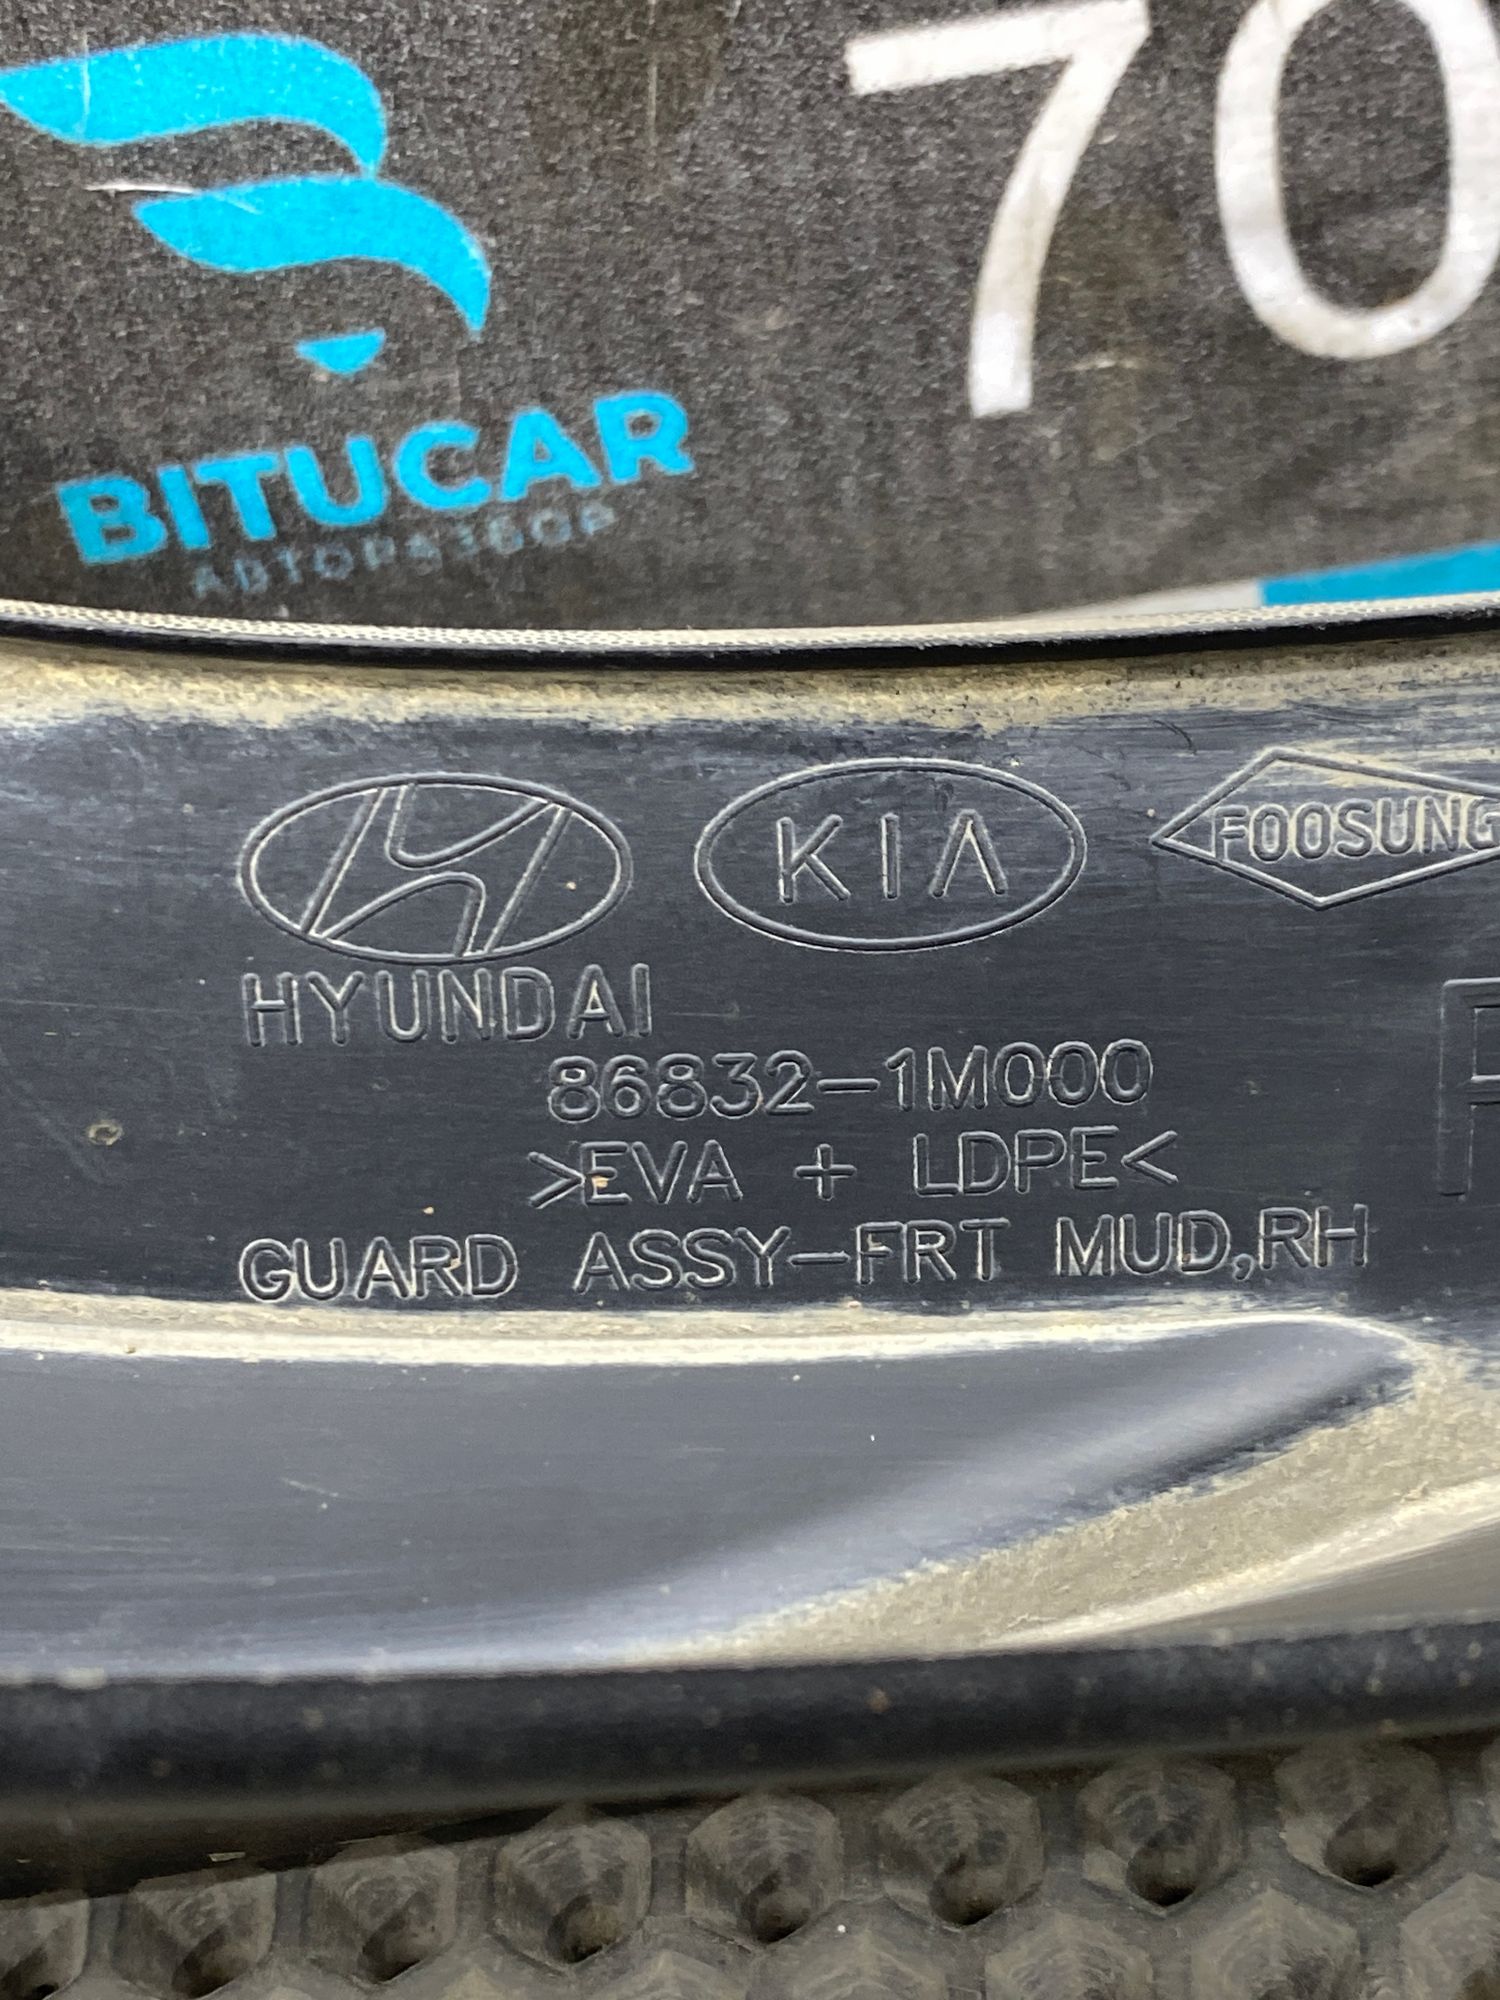 70
BITUCAR
АВТОРАЗБОР
KIA
FOOSUNG
HYUNDAI
86832-1M000
>EVA + LDPE<
GUARD ASSY-FRT MUD,RH